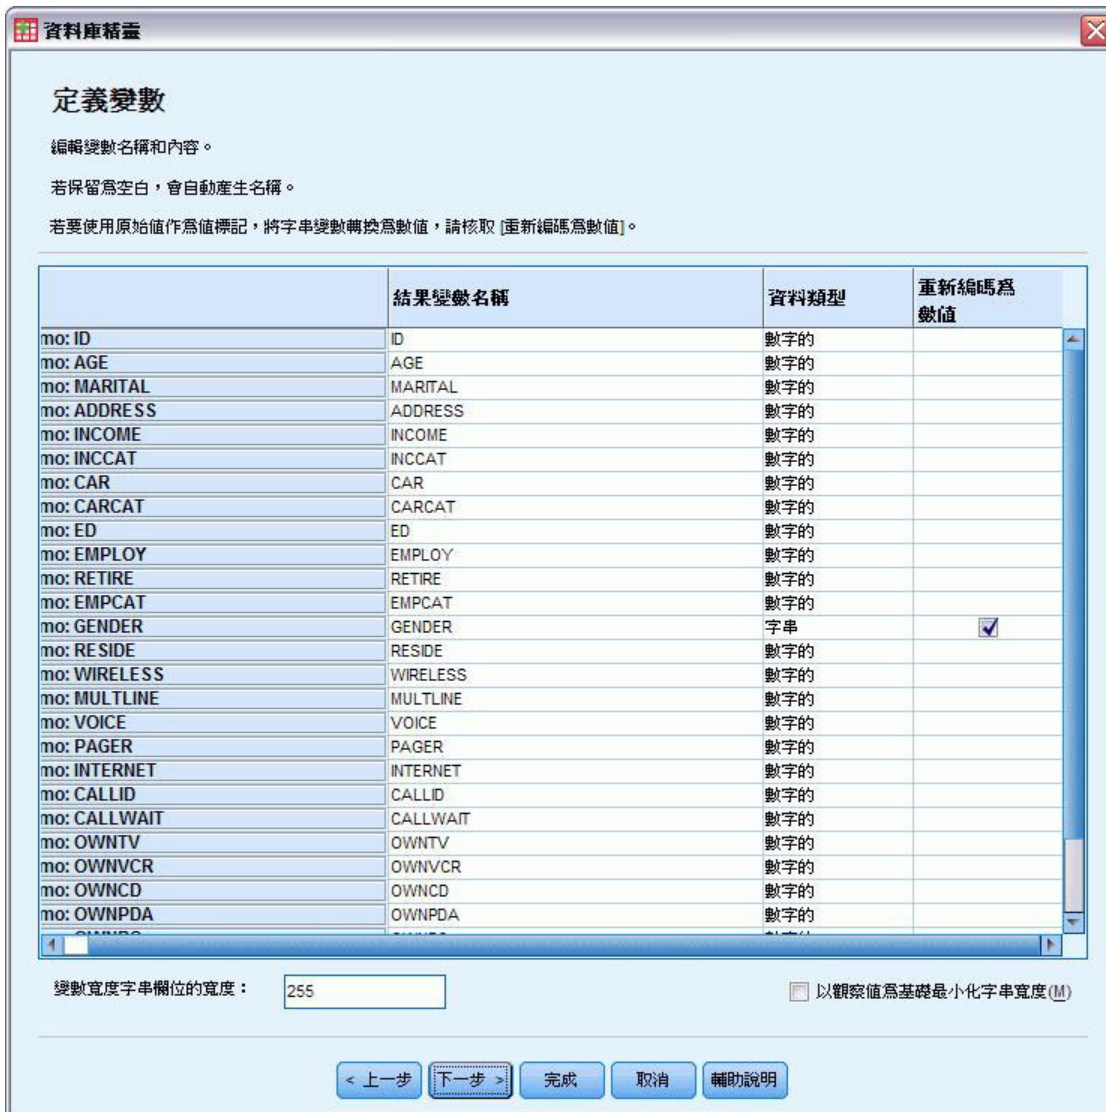 資料庫精靈
定義變數
編輯變數名稱和內容。
若保留為空白，會自動產生名稱。
若要使用原始值作為值標記，將字串變數轉換為數值，請核取 [重新編碼為數值]。
結果變數名稱 資料類型 重新編碼為
數值
mo: ID ID 數字的
mo: AGE AGE 數字的
mo: MARITAL MARITAL 數字的
mo: ADDRESS ADDRESS 數字的
mo: INCOME INCOME 數字的
mo: INCCAT INCCAT 數字的
mo: CAR CAR 數字的
mo: CARCAT CARCAT 數字的
mo: ED ED 數字的
mo: EMPLOY EMPLOY 數字的
mo: RETIRE RETIRE 數字的
mo: EMPCAT EMPCAT 數字的
mo: GENDER GENDER 字串
mo: RESIDE RESIDE 數字的
mo: WIRELESS WIRELESS 數字的
mo: MULTLINE MULTLINE 數字的
mo: VOICE VOICE 數字的
mo: PAGER PAGER 數字的
mo: INTERNET INTERNET 數字的
mo: CALLID CALLID 數字的
mo: CALLWAIT CALLWAIT 數字的
mo: OWNTV OWNTV 數字的
mo: OWNVCR OWNVCR 數字的
mo: OWNCD OWNCD 數字的
mo: OWNPDA OWNPDA 數字的
變數寬度字串欄位的寬度： 255 以觀察值為基礎最小化字串寬度(M)
< 上一步 下一步 > 完成 取消 輔助說明